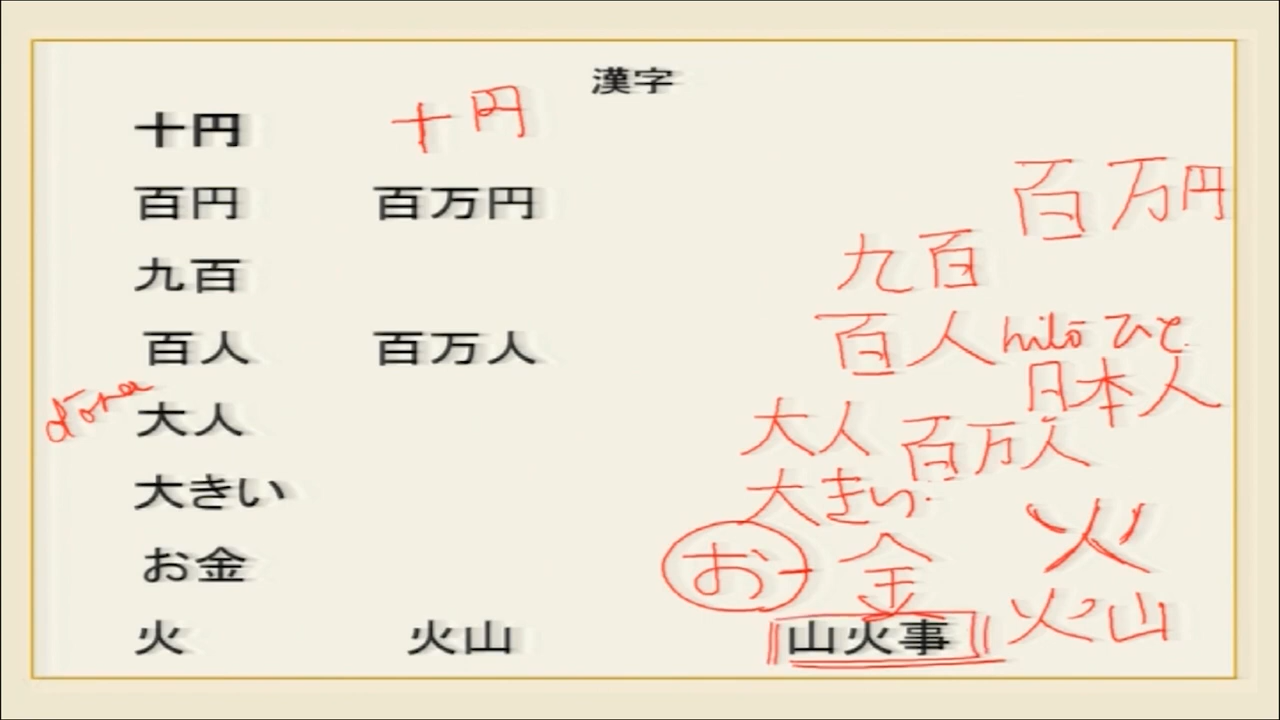 漢字
十円 十円
百円 百万円 百万円
九百 九百
百人 百万人 百人 hitō ひと
日本人
大人 大人 百万人
大きい 大きい
お金 お金 火
火 火山 山火事 火山